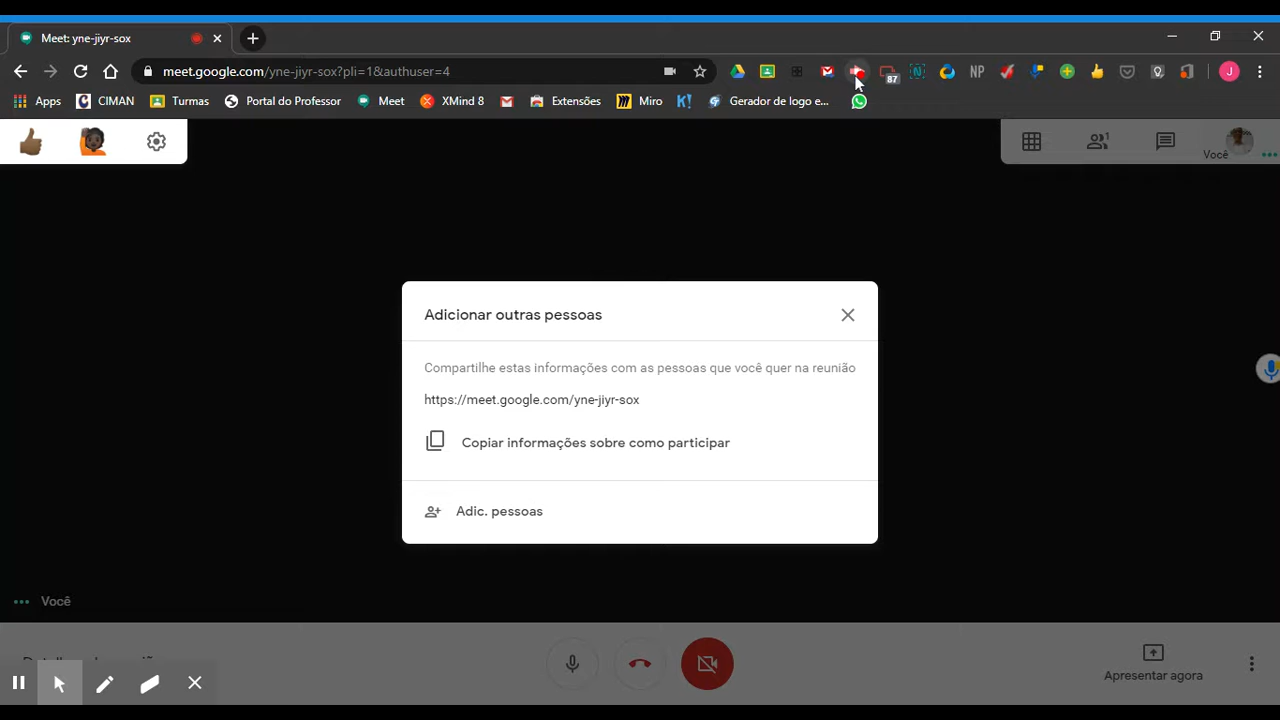 Meet: yne-jiyr-sox
meet.google.com/yne-jiyr-sox?pli=1&authuser=4
87
NP
Apps CIMAN Turmas Portal do Professor Meet XMind 8 Extensões Miro K! Gerador de logo e...
J
Você
Adicionar outras pessoas
Compartilhe estas informações com as pessoas que você quer na reunião
https://meet.google.com/yne-jiyr-sox
Copiar informações sobre como participar
Adic. pessoas
Você
Apresentar agora